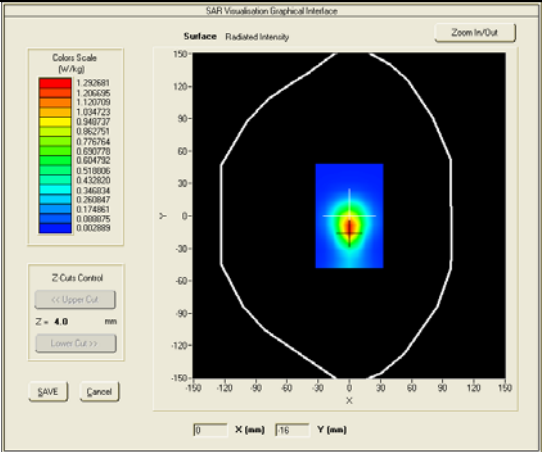 SAR Visualisation Graphical Interface
Surface Radiated Intensity
Zoom In/Out
Colors Scale
(W/kg)
1.292681
1.206695
1.120709
1.034723
0.948737
0.862751
0.776764
0.690778
0.604792
0.518806
0.432820
0.346834
0.260847
0.174861
0.088875
0.002889
Z-Cuts Control
<< Upper Cut
Z = 4.0 mm
Lower Cut >>
SAVE Cancel
150-
120-
90-
60-
30-
0-
-30-
-60-
-90-
-120-
-150-
Y
-150 -120 -90 -60 -30 0 30 60 90 120 150
X
0 X (mm) -16 Y (mm)